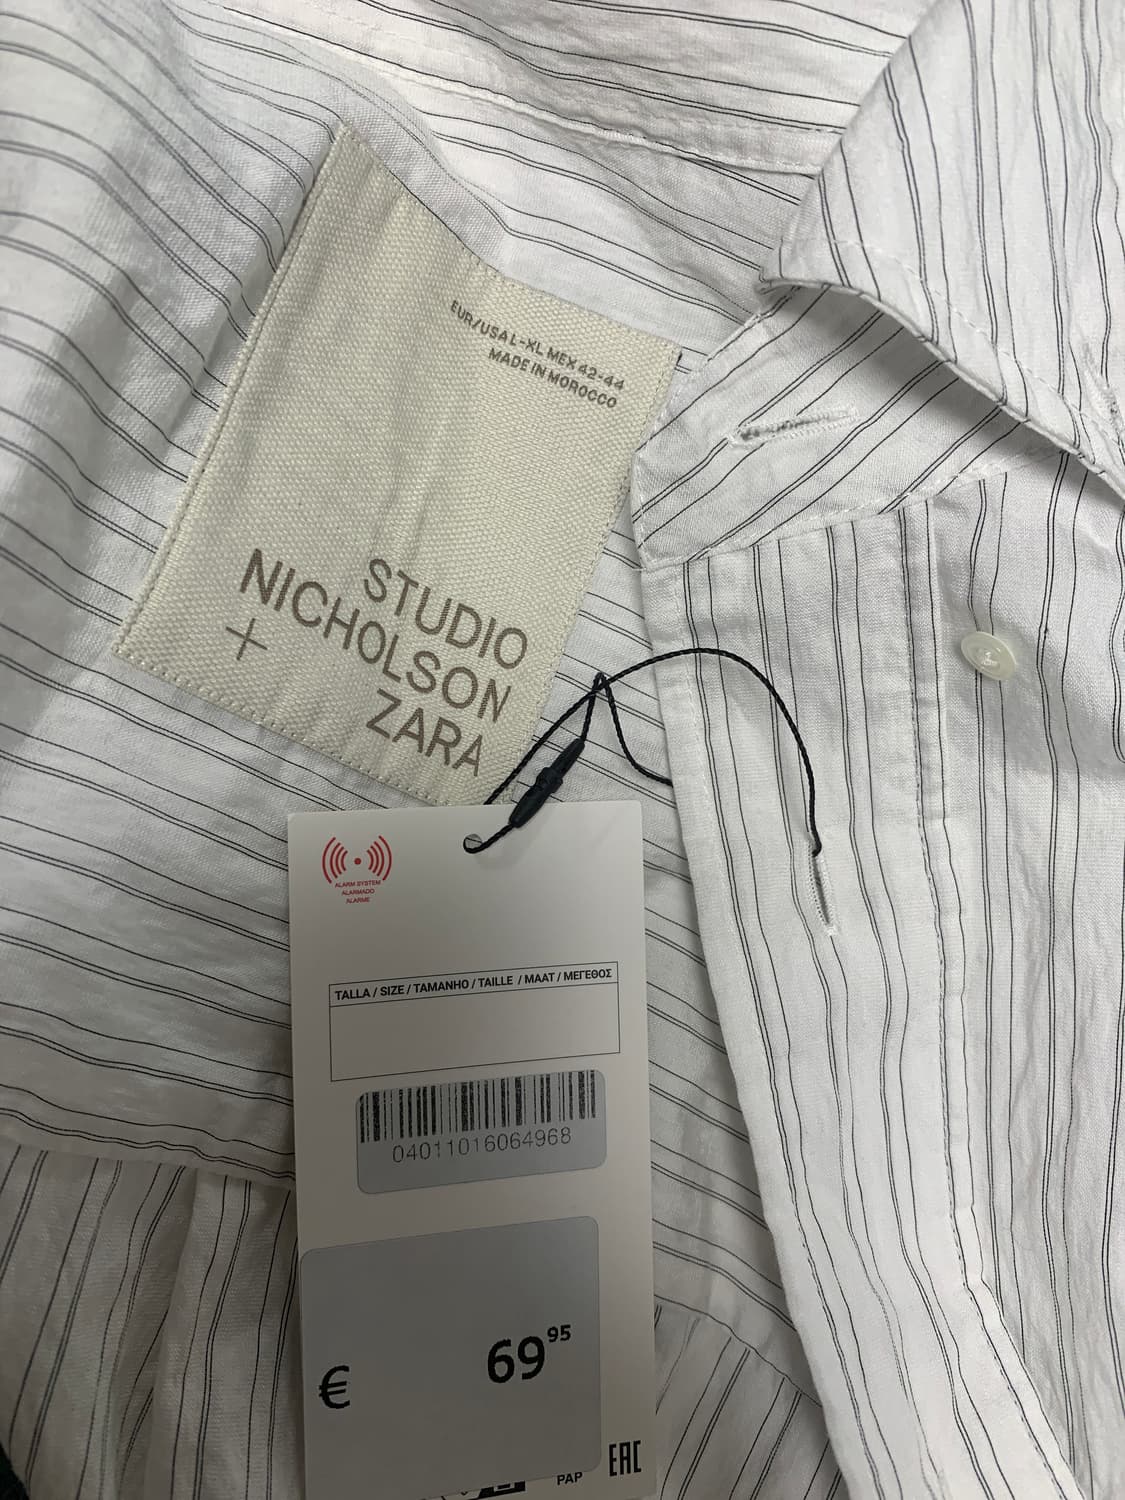 EUR/USA L-XL MEX 42-44
MADE IN MOROCCO
STUDIO
NICHOLSON
+
ZARA
ALARM SYSTEM
ALARMADO
ALARME
TALLA / SIZE / TAMANHO / TAILLE / MAAT / ΜΕΓΕΘΟΣ
04011016064968
€ 69 95
PAP
EAC